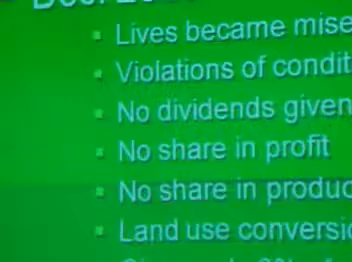 Lives became mise
Violations of condit
No dividends given
No share in profit
No share in produc
Land use conversi